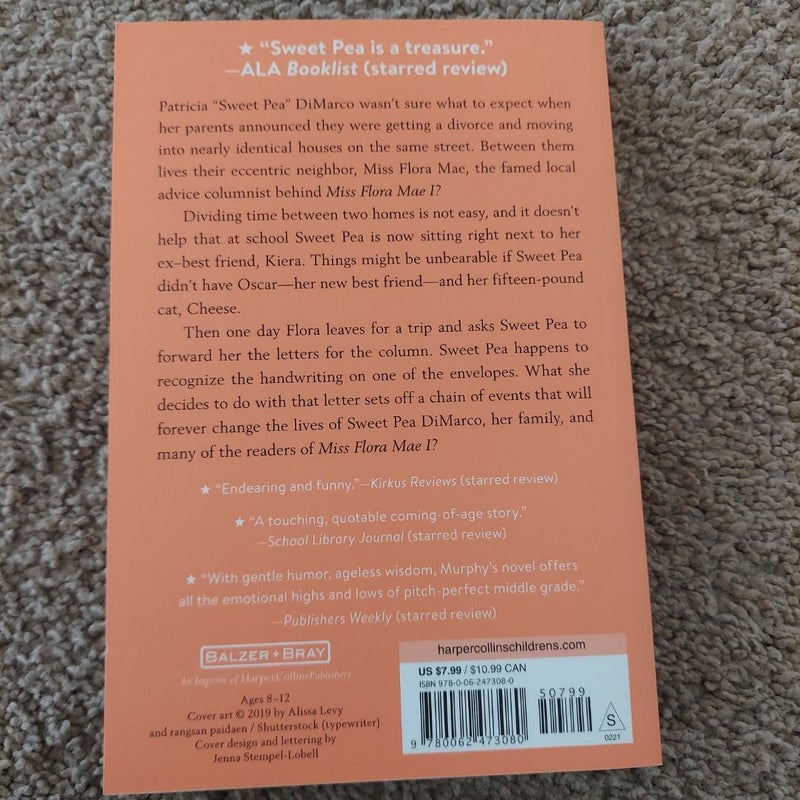 ★ “Sweet Pea is a treasure.”
—ALA Booklist (starred review)
Patricia “Sweet Pea” DiMarco wasn’t sure what to expect when
her parents announced they were getting a divorce and moving
into nearly identical houses on the same street. Between them
lives their eccentric neighbor, Miss Flora Mae, the famed local
advice columnist behind Miss Flora Mae I?
Dividing time between two homes is not easy, and it doesn’t
help that at school Sweet Pea is now sitting right next to her
ex–best friend, Kiera. Things might be unbearable if Sweet Pea
didn’t have Oscar—her new best friend—and her fifteen-pound
cat, Cheese.
Then one day Flora leaves for a trip and asks Sweet Pea to
forward her the letters for the column. Sweet Pea happens to
recognize the handwriting on one of the envelopes. What she
decides to do with that letter sets off a chain of events that will
forever change the lives of Sweet Pea DiMarco, her family, and
many of the readers of Miss Flora Mae I?
★ “Endearing and funny.”—Kirkus Reviews (starred review)
★ “A touching, quotable coming-of-age story.”
—School Library Journal (starred review)
★ “With gentle humor, ageless wisdom, Murphy’s novel offers
all the emotional highs and lows of pitch-perfect middle grade.”
—Publishers Weekly (starred review)
BALZER + BRAY
An Imprint of HarperCollinsPublishers
Ages 8–12
Cover art © 2019 by Alissa Levy
and rangsan paidaen / Shutterstock (typewriter)
Cover design and lettering by
Jenna Stempel-Lobell
harpercollinschildrens.com
US $7.99 / $10.99 CAN
ISBN 978-0-06-247308-0
50799
9 780062 473080
S
0221